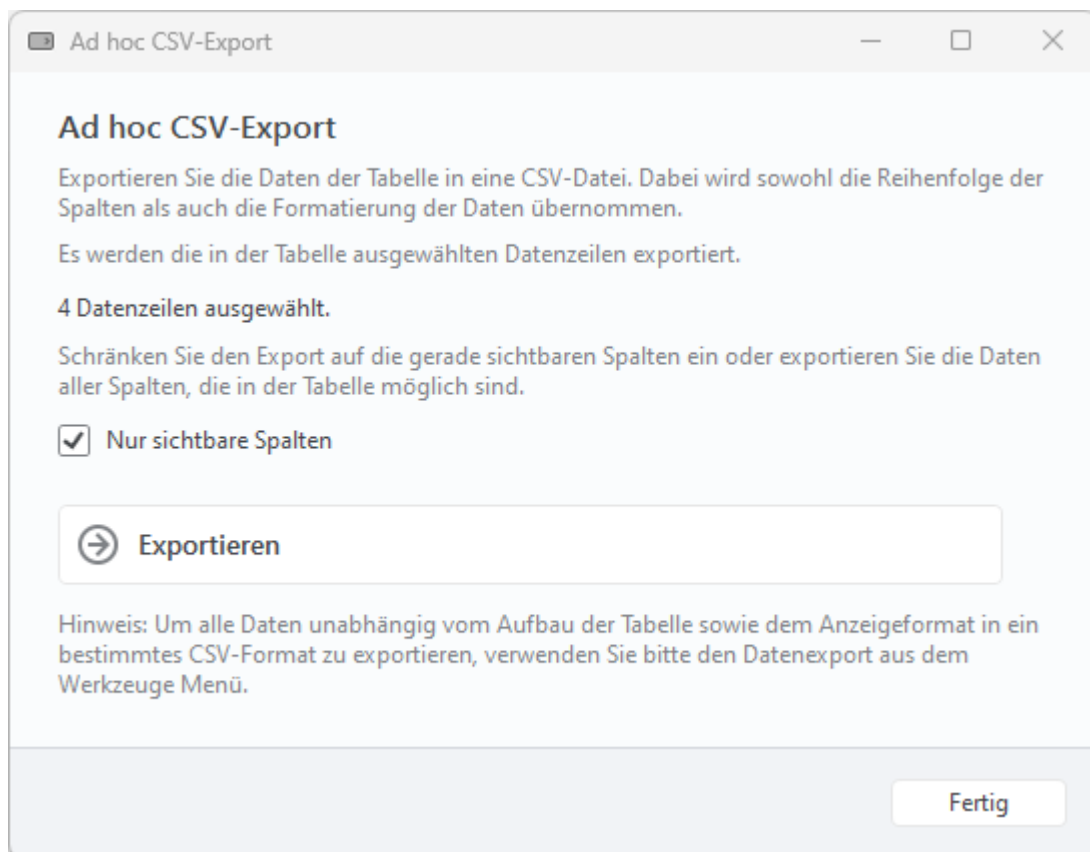 Ad hoc CSV-Export
Ad hoc CSV-Export
Exportieren Sie die Daten der Tabelle in eine CSV-Datei. Dabei wird sowohl die Reihenfolge der
Spalten als auch die Formatierung der Daten übernommen.
Es werden die in der Tabelle ausgewählten Datenzeilen exportiert.
4 Datenzeilen ausgewählt.
Schränken Sie den Export auf die gerade sichtbaren Spalten ein oder exportieren Sie die Daten
aller Spalten, die in der Tabelle möglich sind.
Nur sichtbare Spalten
Exportieren
Hinweis: Um alle Daten unabhängig vom Aufbau der Tabelle sowie dem Anzeigeformat in ein
bestimmtes CSV-Format zu exportieren, verwenden Sie bitte den Datenexport aus dem
Werkzeuge Menü.
Fertig